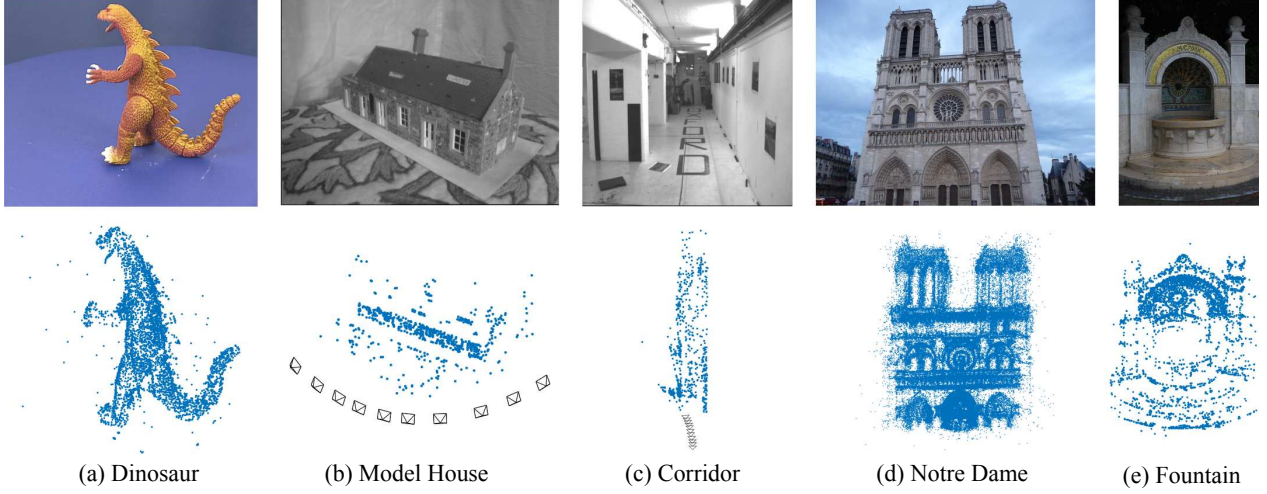 (a) Dinosaur
(b) Model House
(c) Corridor
(d) Notre Dame
(e) Fountain